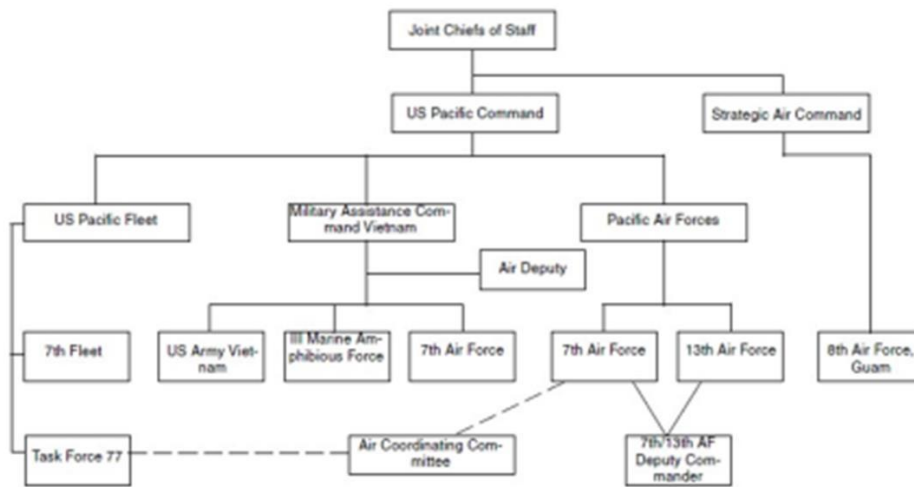 Joint Chiefs of Staff
US Pacific Command
Strategic Air Command
US Pacific Fleet
Military Assistance Com-
mand Vietnam
Pacific Air Forces
Air Deputy
7th Fleet
US Army Viet-
nam
III Marine Am-
phibious Force
7th Air Force
7th Air Force
13th Air Force
8th Air Force,
Guam
Task Force 77
Air Coordinating Com-
mittee
7th/13th AF
Deputy Com-
mander